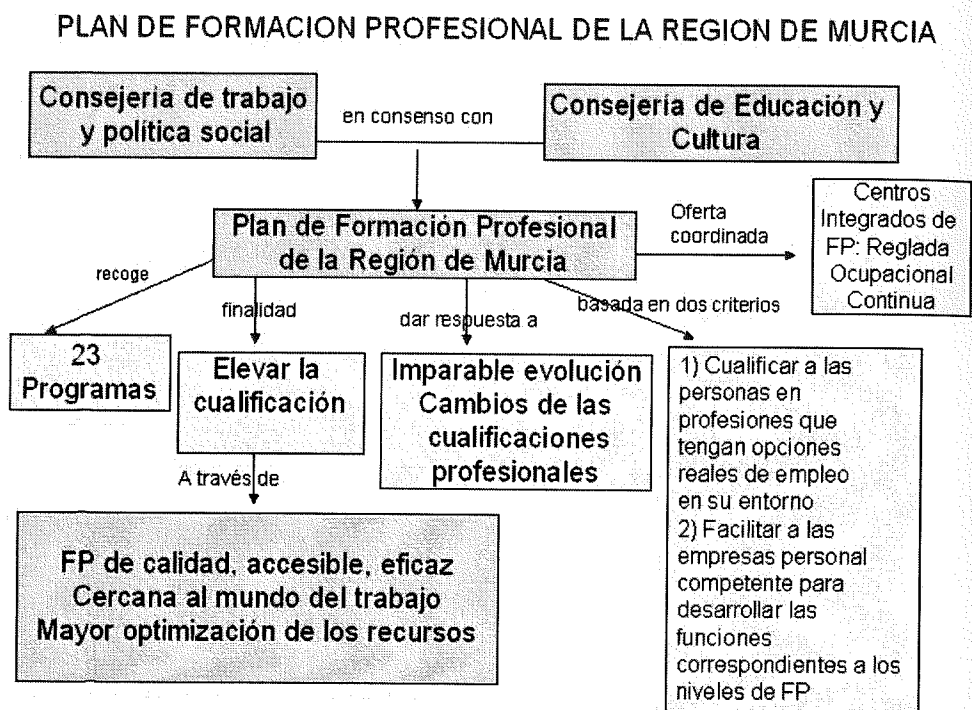 PLAN DE FORMACION PROFESIONAL DE LA REGION DE MURCIA
Consejería de trabajo
y política social
en consenso con
Consejería de Educación y
Cultura
Plan de Formación Profesional
de la Región de Murcia
Oferta
coordinada
Centros
Integrados de
FP: Reglada
Ocupacional
Continua
recoge
finalidad
dar respuesta a
basada en dos criterios
23
Programas
Elevar la
cualificación
Imparable evolución
Cambios de las
cualificaciones
profesionales
1) Cualificar a las
personas en
profesiones que
tengan opciones
reales de empleo
en su entorno
2) Facilitar a las
empresas personal
competente para
desarrollar las
funciones
correspondientes a los
niveles de FP
A través de
FP de calidad, accesible, eficaz
Cercana al mundo del trabajo
Mayor optimización de los recursos